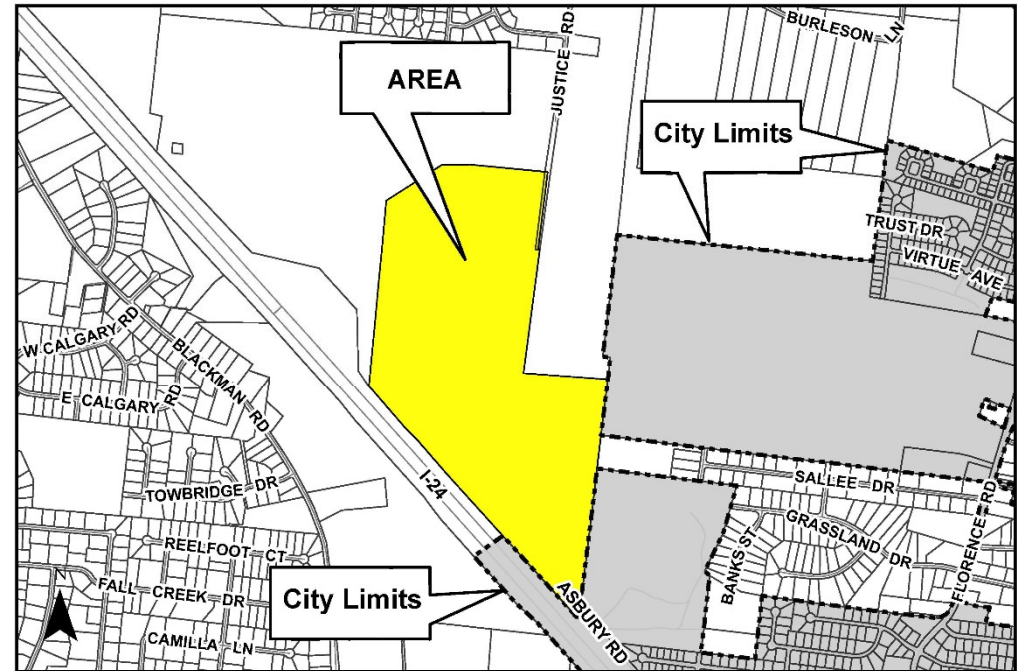 BURLESON LN
JUSTICE RD
AREA
City Limits
TRUST DR
VIRTUE AVE
W CALGARY RD
BLACKMAN RD
E CALGARY RD
I-24
SALLEE DR
TOWBRIDGE DR
GRASSLAND DR
FLORENCE RD
BANKS ST
REELFOOT CT
FALL CREEK DR
City Limits
ASBURY RD
N
CAMILLA LN